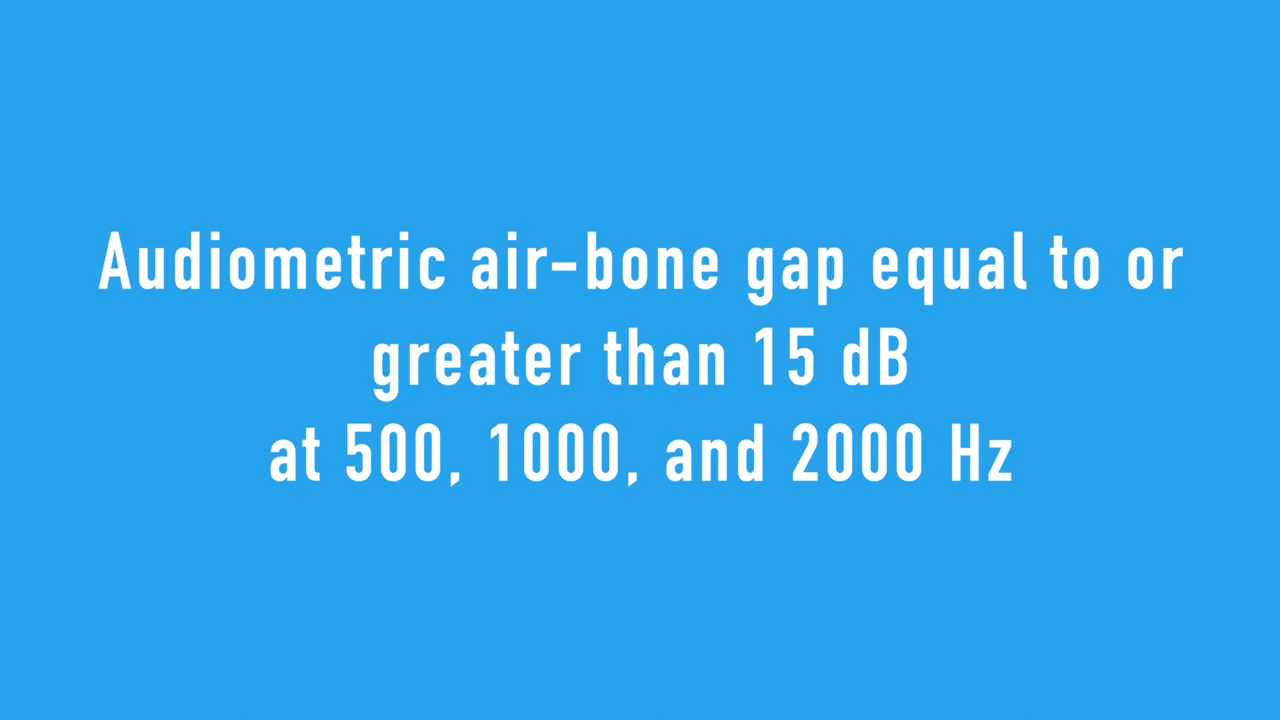 Audiometric air-bone gap equal to or
greater than 15 dB
at 500, 1000, and 2000 Hz